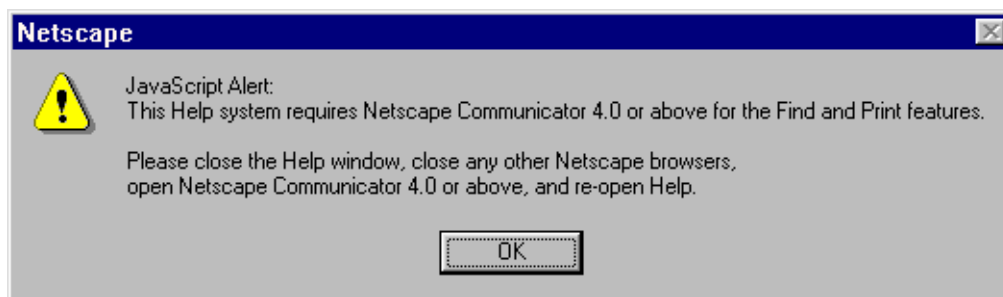 Netscape
JavaScript Alert:
This Help system requires Netscape Communicator 4.0 or above for the Find and Print features.
Please close the Help window, close any other Netscape browsers,
open Netscape Communicator 4.0 or above, and re-open Help.
OK